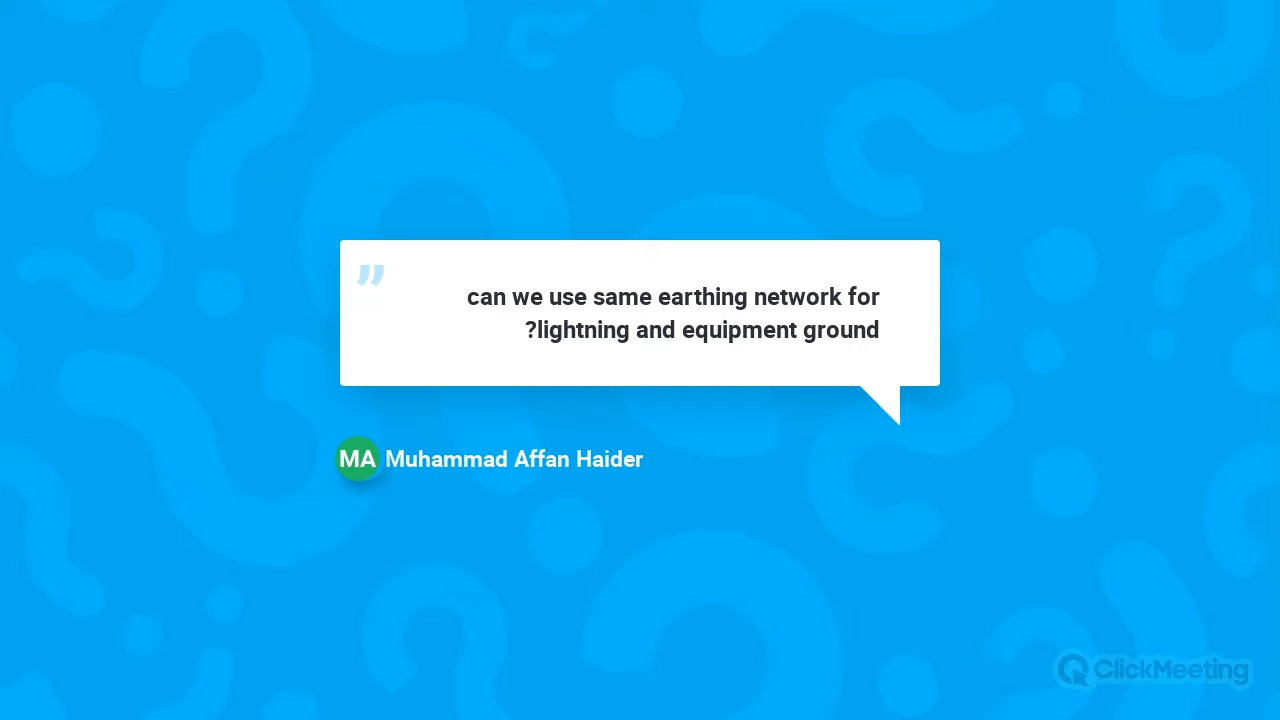 ”
can we use same earthing network for
?lightning and equipment ground
MA Muhammad Affan Haider
ClickMeeting